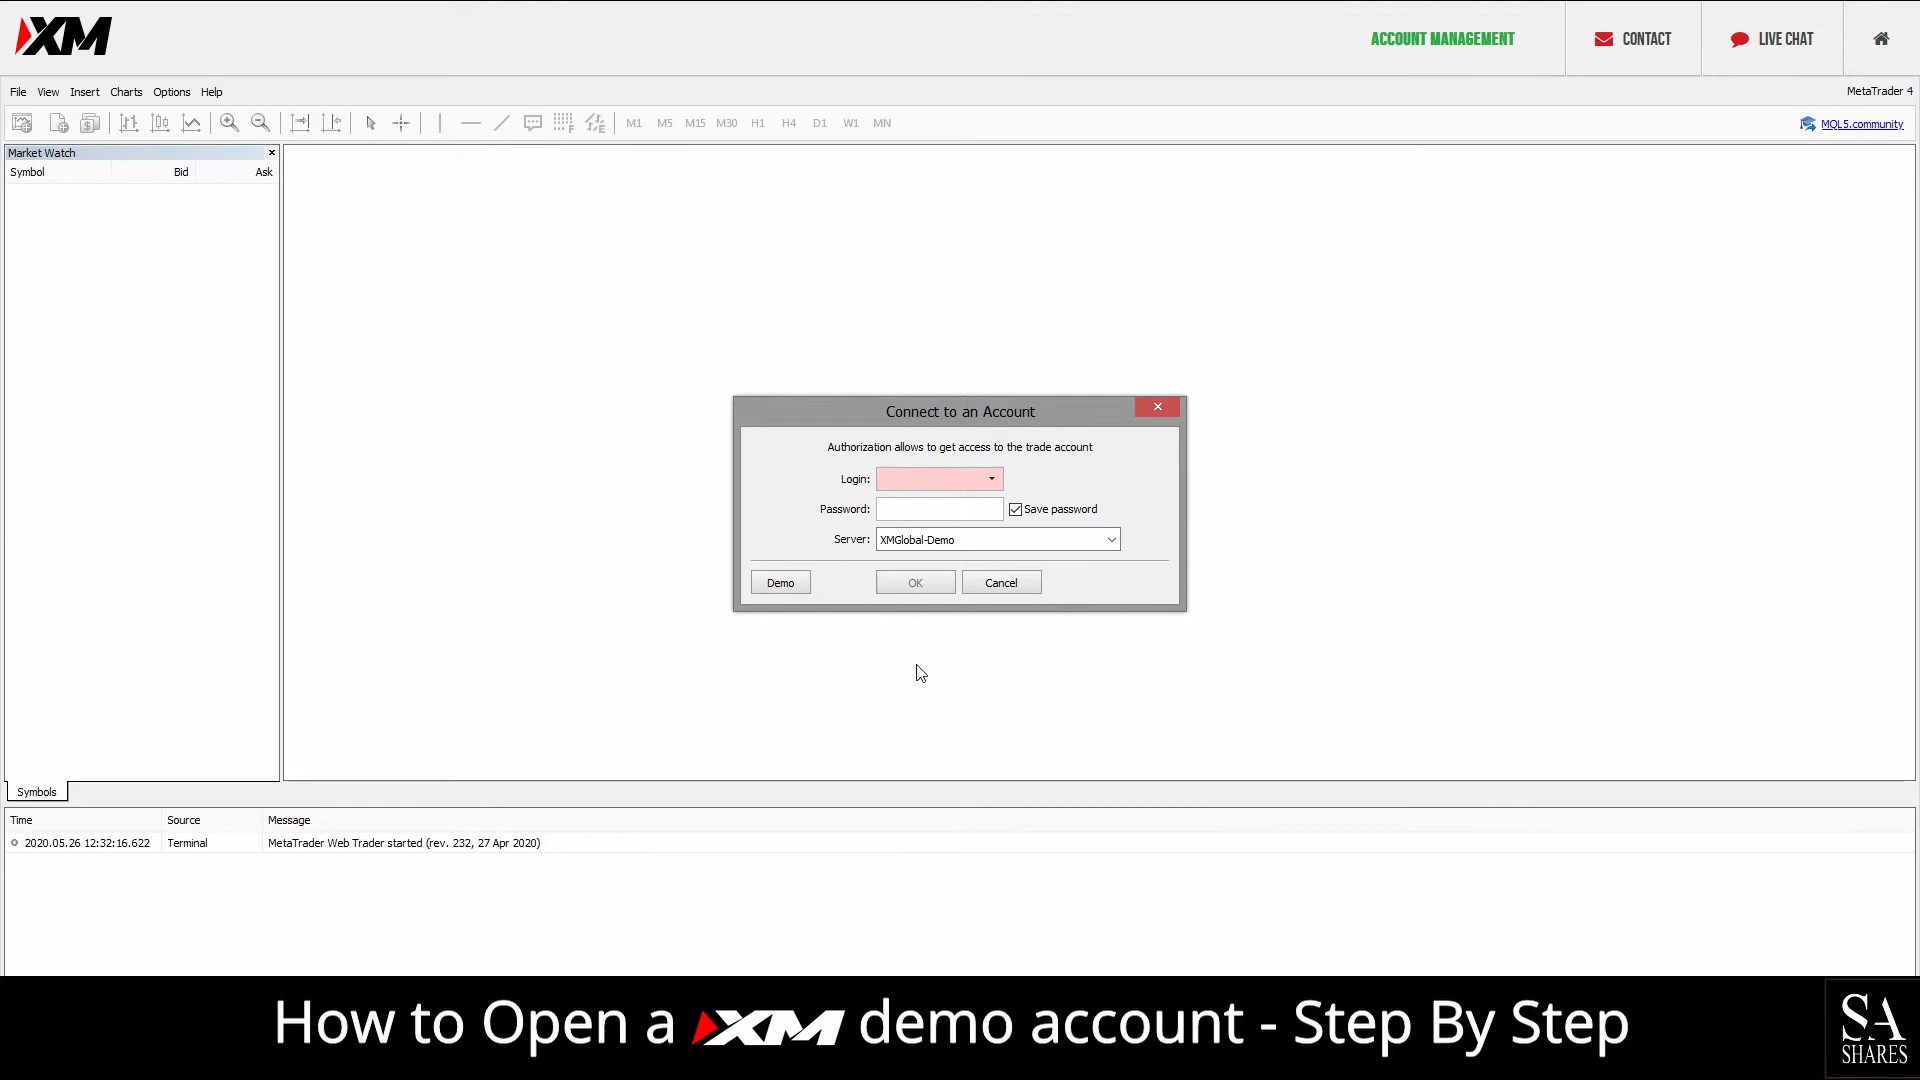 XM
ACCOUNT MANAGEMENT
CONTACT
LIVE CHAT
File View Insert Charts Options Help
MetaTrader 4
M1 M5 M15 M30 H1 H4 D1 W1 MN
MQL5.community
Market Watch
Symbol Bid Ask
Connect to an Account
Authorization allows to get access to the trade account
Login:
Password:
Save password
Server: XMGlobal-Demo
Demo OK Cancel
Symbols
Time Source Message
2020.05.26 12:32:16.622 Terminal MetaTrader Web Trader started (rev. 232, 27 Apr 2020)
How to Open a XM demo account - Step By Step
SA
SHARES